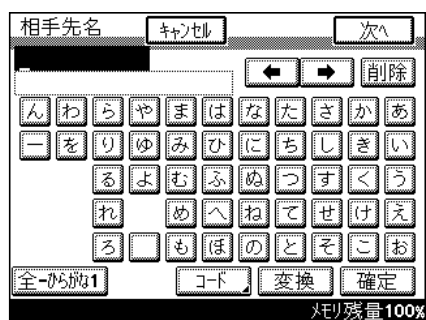 相手先名 キャンセル 次へ
← → 削除
ん わ ら や ま は な た さ か あ
ー を り ゆ み ひ に ち し き い
る よ む ふ ぬ つ す く う
れ め へ ね て せ け え
ろ も ほ の と そ こ お
全-ひらがな1 コード 変換 確定
メモリ残量100%